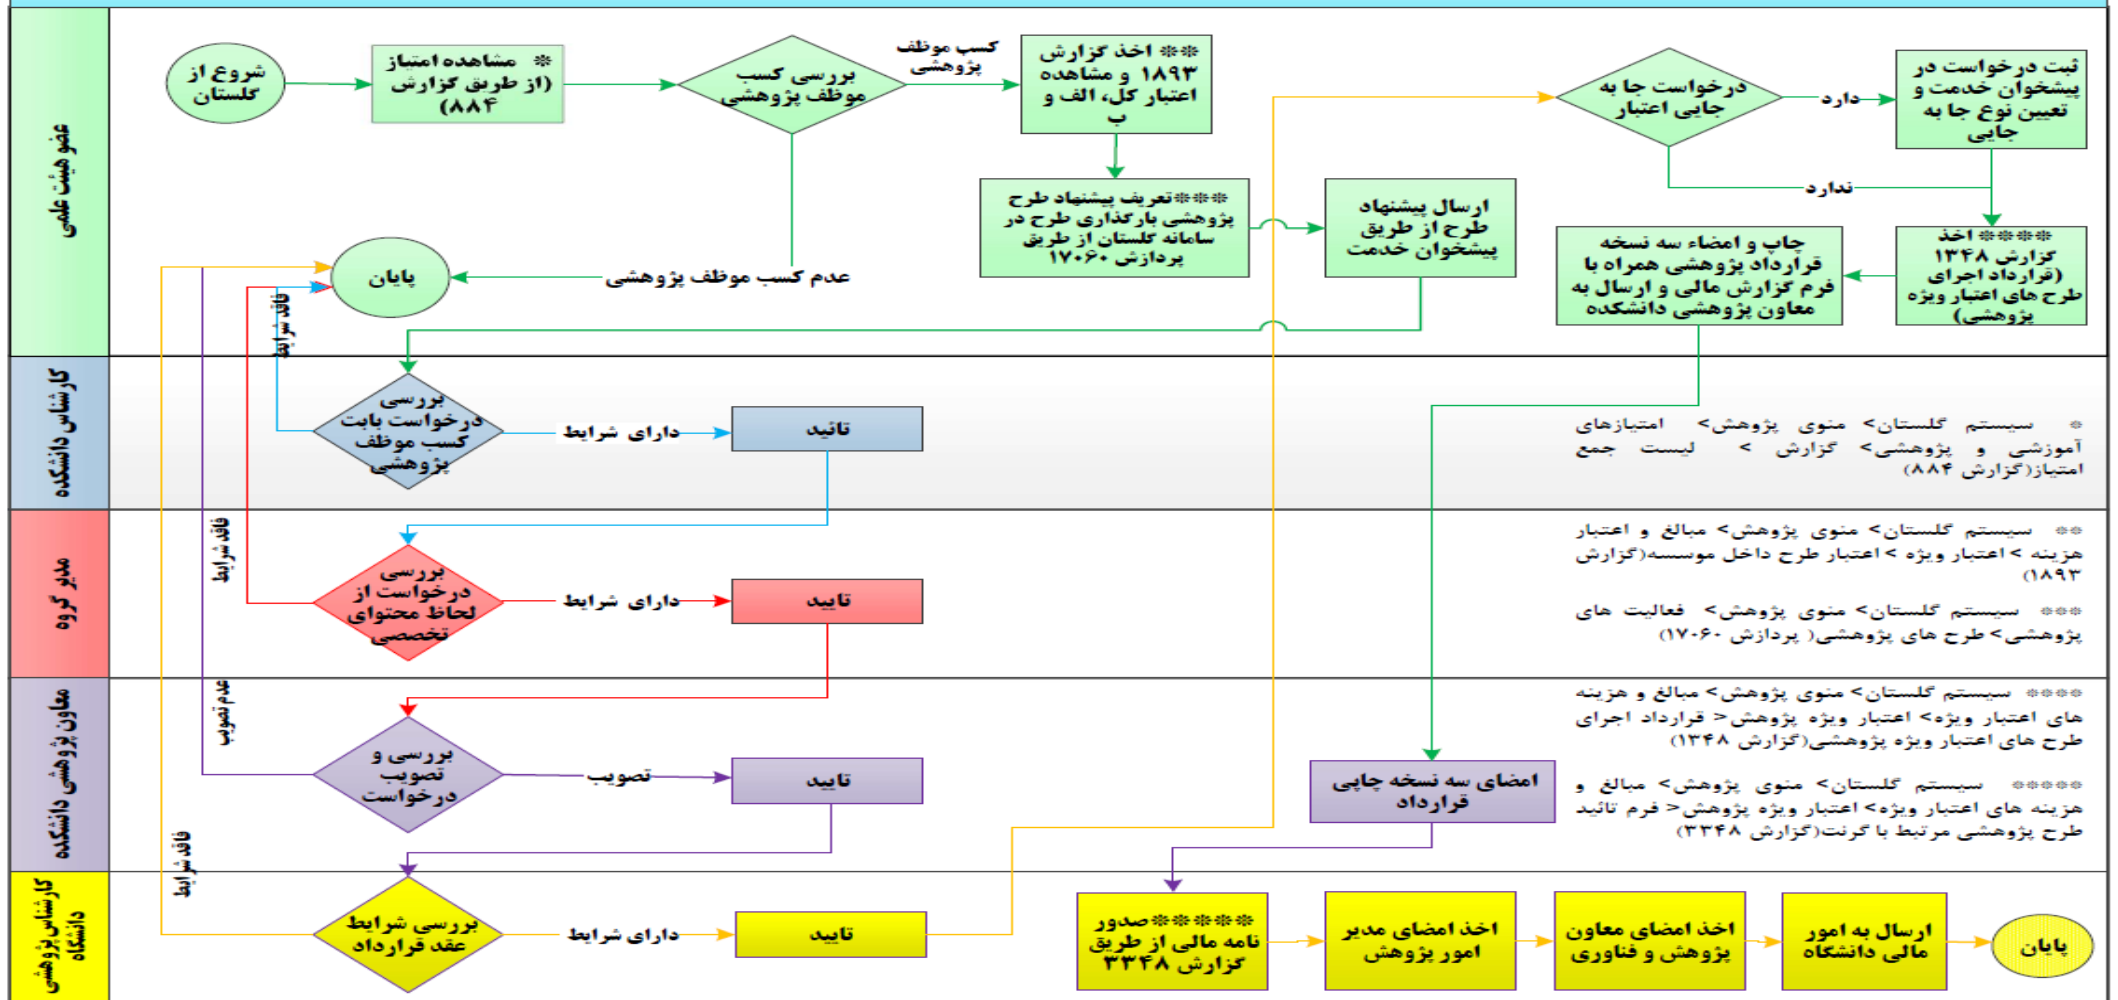 عضو هیئت علمی
شروع از
گلستان
* مشاهده امتیاز
(از طریق گزارش
۸۸۴)
بررسی کسب
موظف پژوهشی
کسب موظف
پژوهشی
** اخذ گزارش
۱۸۹۳ و مشاهده
اعتبار کل، الف و
ب
***تعریف پیشنهاد طرح
پژوهشی بارگذاری طرح در
سامانه گلستان از طریق
پردازش ۱۷۰۶۰
ارسال پیشنهاد
طرح از طریق
پیشخوان خدمت
درخواست جا به
جایی اعتبار
دارد
ثبت درخواست در
پیشخوان خدمت و
تعیین نوع جا به
جایی
ندارد
**** اخذ
گزارش ۱۳۴۸
(قرارداد اجرای
طرح های اعتبار ویژه
پژوهشی)
چاپ و امضاء سه نسخه
قرارداد پژوهشی همراه با
فرم گزارش مالی و ارسال به
معاون پژوهشی دانشکده
عدم کسب موظف پژوهشی
پایان
فاقد شرایط
کارشناس دانشکده
بررسی
درخواست بابت
کسب موظف
پژوهشی
دارای شرایط
تائید
* سیستم گلستان> منوی پژوهش> امتیازهای
آموزشی و پژوهشی> گزارش > لیست جمع
امتیاز(گزارش ۸۸۴)
مدیر گروه
فاقد شرایط
بررسی
درخواست از
لحاظ محتوای
تخصصی
دارای شرایط
تایید
** سیستم گلستان> منوی پژوهش> مبالغ و اعتبار
هزینه > اعتبار ویژه > اعتبار طرح داخل موسسه(گزارش
۱۸۹۳)
*** سیستم گلستان> منوی پژوهش> فعالیت های
پژوهشی> طرح های پژوهشی( پردازش ۱۷۰۶۰)
معاون پژوهشی دانشکده
عدم تصویب
بررسی و
تصویب
درخواست
تصویب
تایید
امضای سه نسخه چاپی
قرارداد
**** سیستم گلستان> منوی پژوهش> مبالغ و هزینه
های اعتبار ویژه> اعتبار ویژه پژوهش< قرارداد اجرای
طرح های اعتبار ویژه پژوهشی(گزارش ۱۳۴۸)
***** سیستم گلستان> منوی پژوهش> مبالغ و
هزینه های اعتبار ویژه> اعتبار ویژه پژوهش< فرم تائید
طرح پژوهشی مرتبط با گرنت(گزارش ۳۳۴۸)
کارشناس پژوهشی
دانشگاه
فاقد شرایط
بررسی شرایط
عقد قرارداد
دارای شرایط
تایید
*****صدور
نامه مالی از طریق
گزارش ۳۳۴۸
اخذ امضای مدیر
امور پژوهش
اخذ امضای معاون
پژوهش و فناوری
ارسال به امور
مالی دانشگاه
پایان